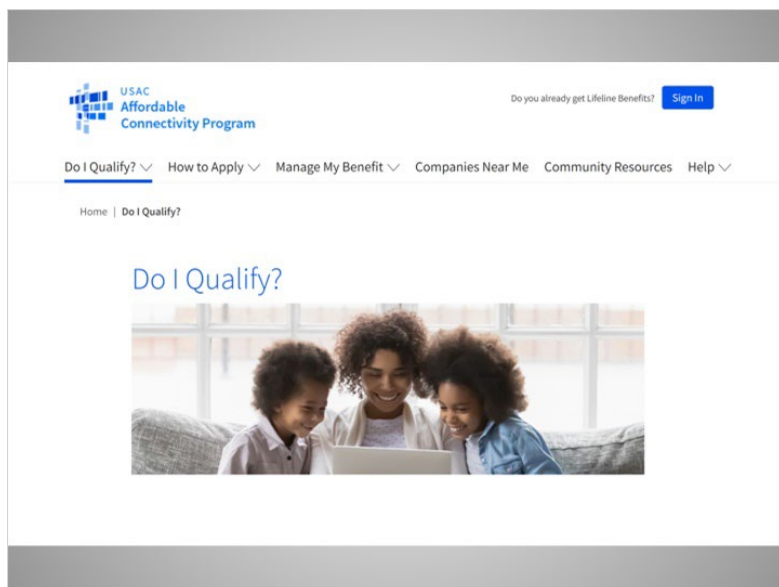 USAC
Affordable
Connectivity Program
Do you already get Lifeline Benefits? Sign In
Do I Qualify? How to Apply Manage My Benefit Companies Near Me Community Resources Help
Home | Do I Qualify?
Do I Qualify?